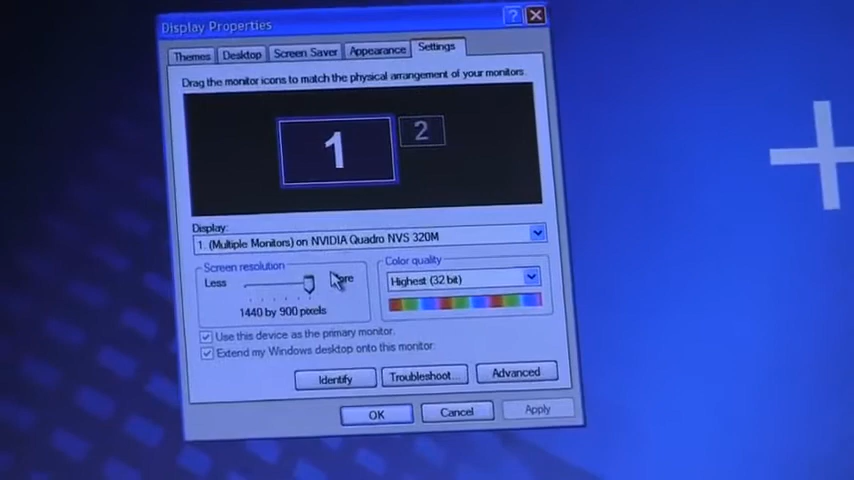 Display Properties
Themes Desktop Screen Saver Appearance Settings
Drag the monitor icons to match the physical arrangement of your monitors.
1 2
Display:
1. (Multiple Monitors) on NVIDIA Quadro NVS 320M
Screen resolution
Less
1440 by 900 pixels
Color quality
Highest (32 bit)
Use this device as the primary monitor.
Extend my Windows desktop onto this monitor.
Identify Troubleshoot... Advanced
OK Cancel Apply